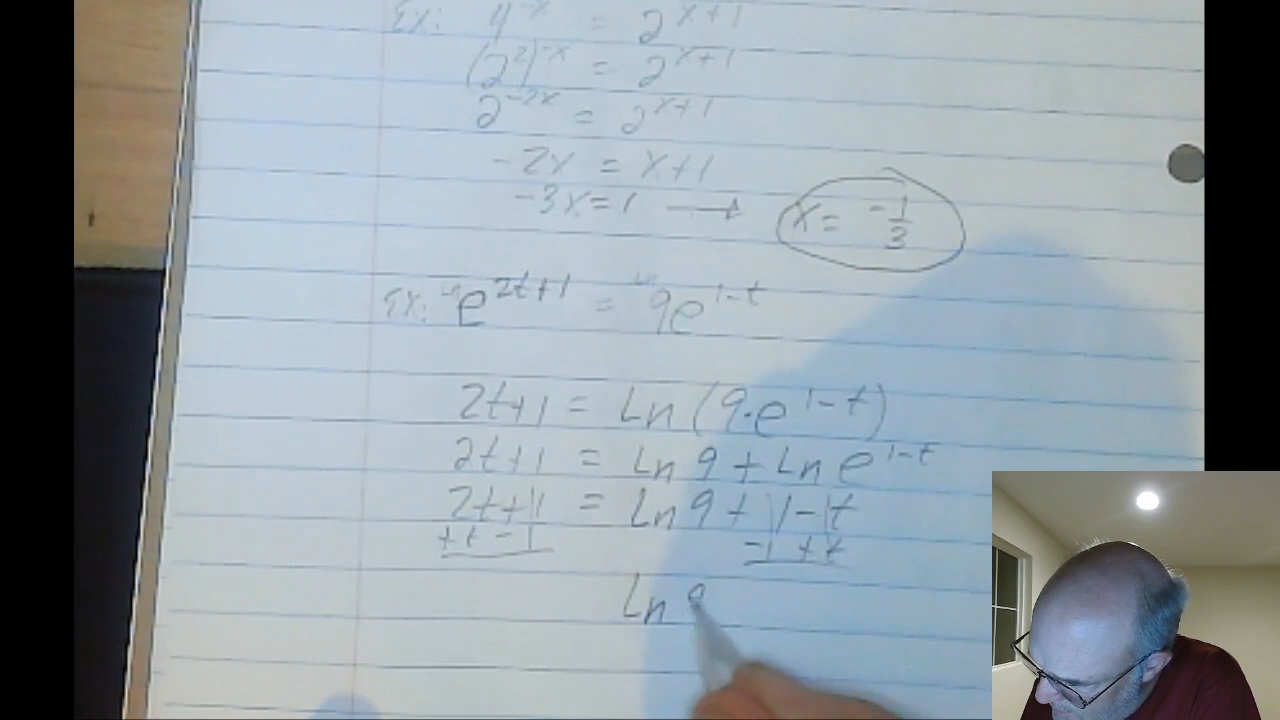 Ex: 4^-x = 2^x+1
(2^2)^-x = 2^x+1
2^-2x = 2^x+1
-2x = x+1
-3x=1 → x= -1/3
Ex: ln e^2t+1 = ln 9e^1-t
2t+1 = Ln (9·e^1-t)
2t+1 = Ln 9 + Ln e^1-t
2t+1 = Ln 9 + 1-t
+t -1 -1 +t
Ln 9